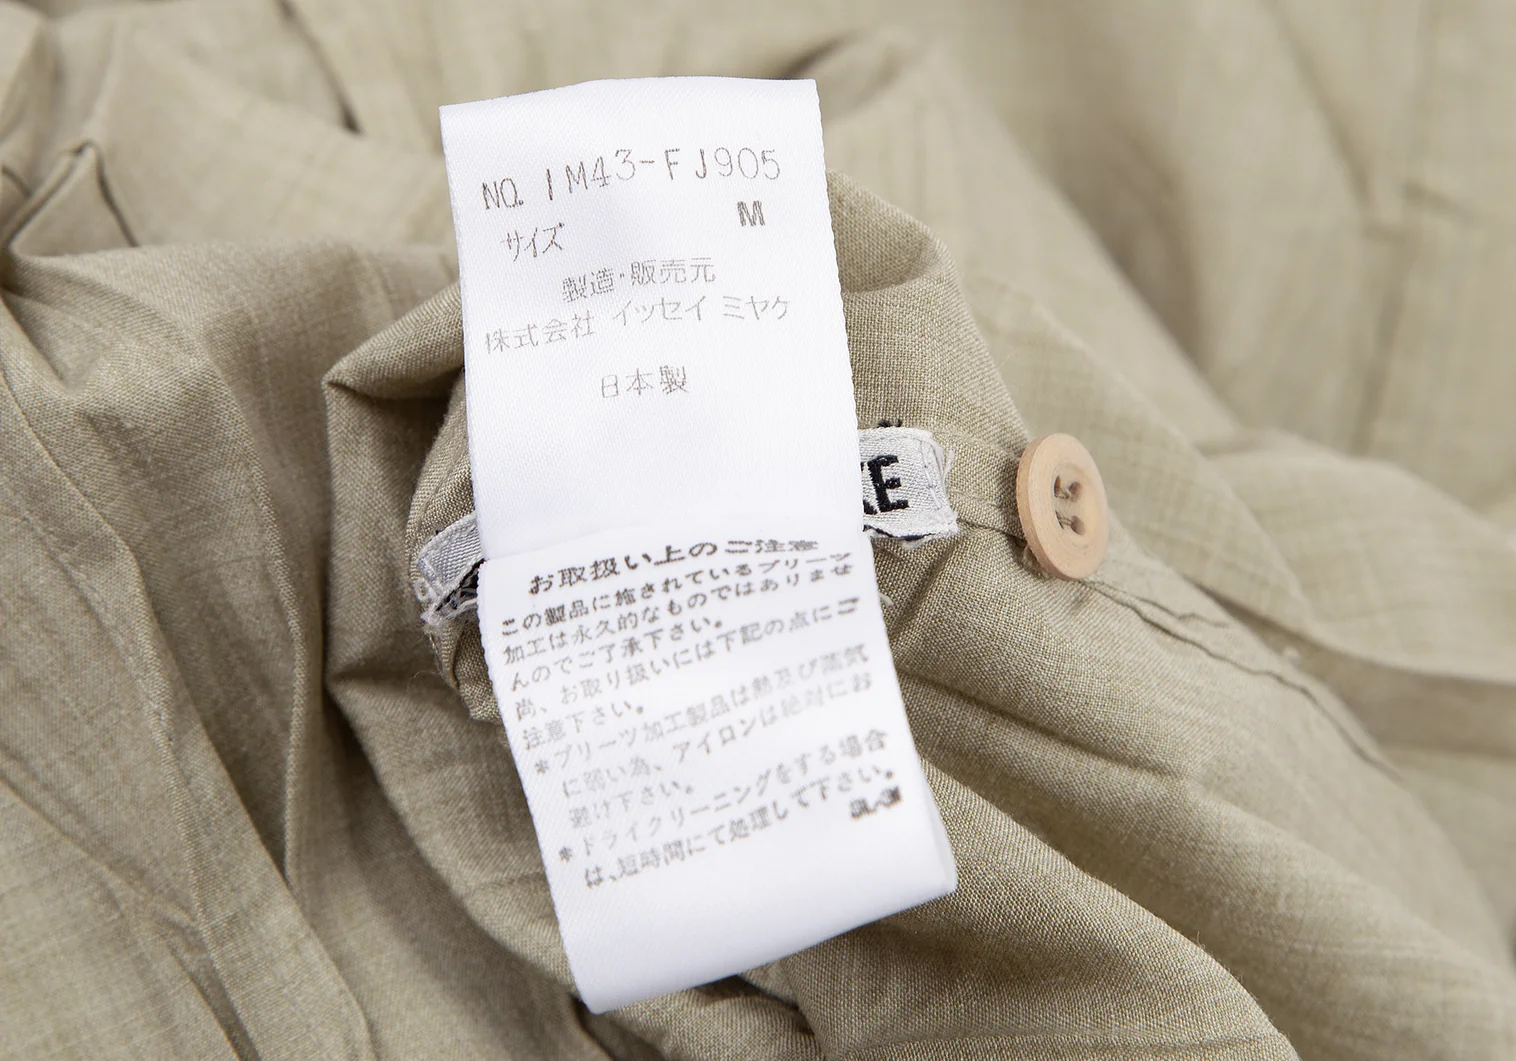 NO. IM43-FJ905
サイズ M
製造・販売元
株式会社 イッセイ ミヤケ
日本製
KE
お取扱い上のご注意
この製品に施されているプリーツ
加工は永久的なものではありませ
んのでご了承下さい。
尚、お取り扱いには下記の点にご
注意下さい。
*プリーツ加工製品は熱及び蒸気
に弱い為、アイロンは絶対にお
避け下さい。
*ドライクリーニングをする場合
は、短時間にて処理して下さい。